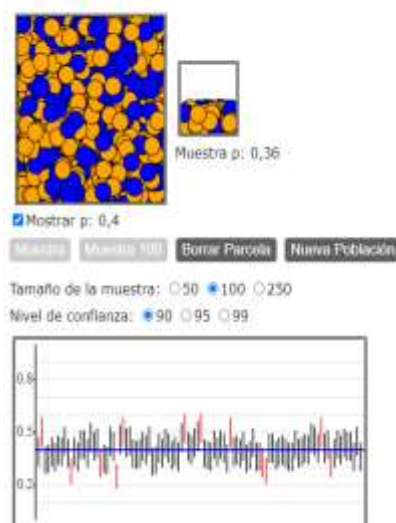 Muestra p: 0,36
Mostrar p: 0,4
Muestra Muestra 100 Borrar Parcela Nueva Población
Tamaño de la muestra: 50 100 250
Nivel de confianza: 90 95 99
0.8
0.5
0.2